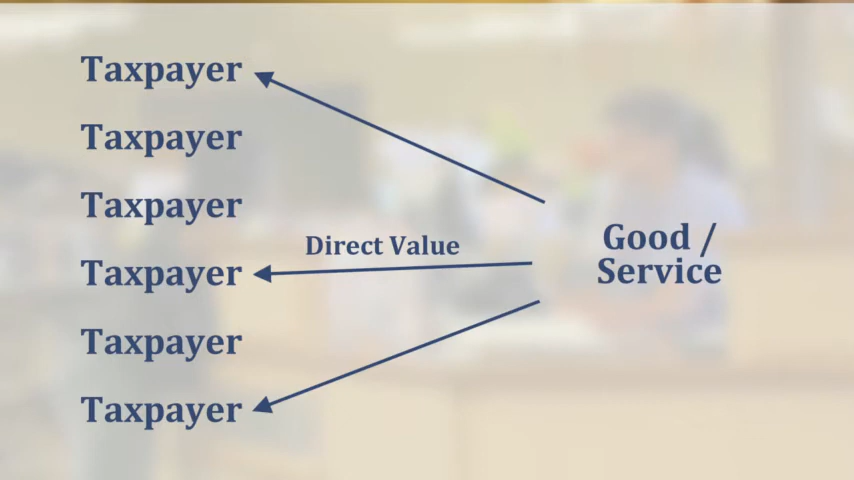 Taxpayer
Taxpayer
Taxpayer
Direct Value
Good /
Service
Taxpayer
Taxpayer
Taxpayer